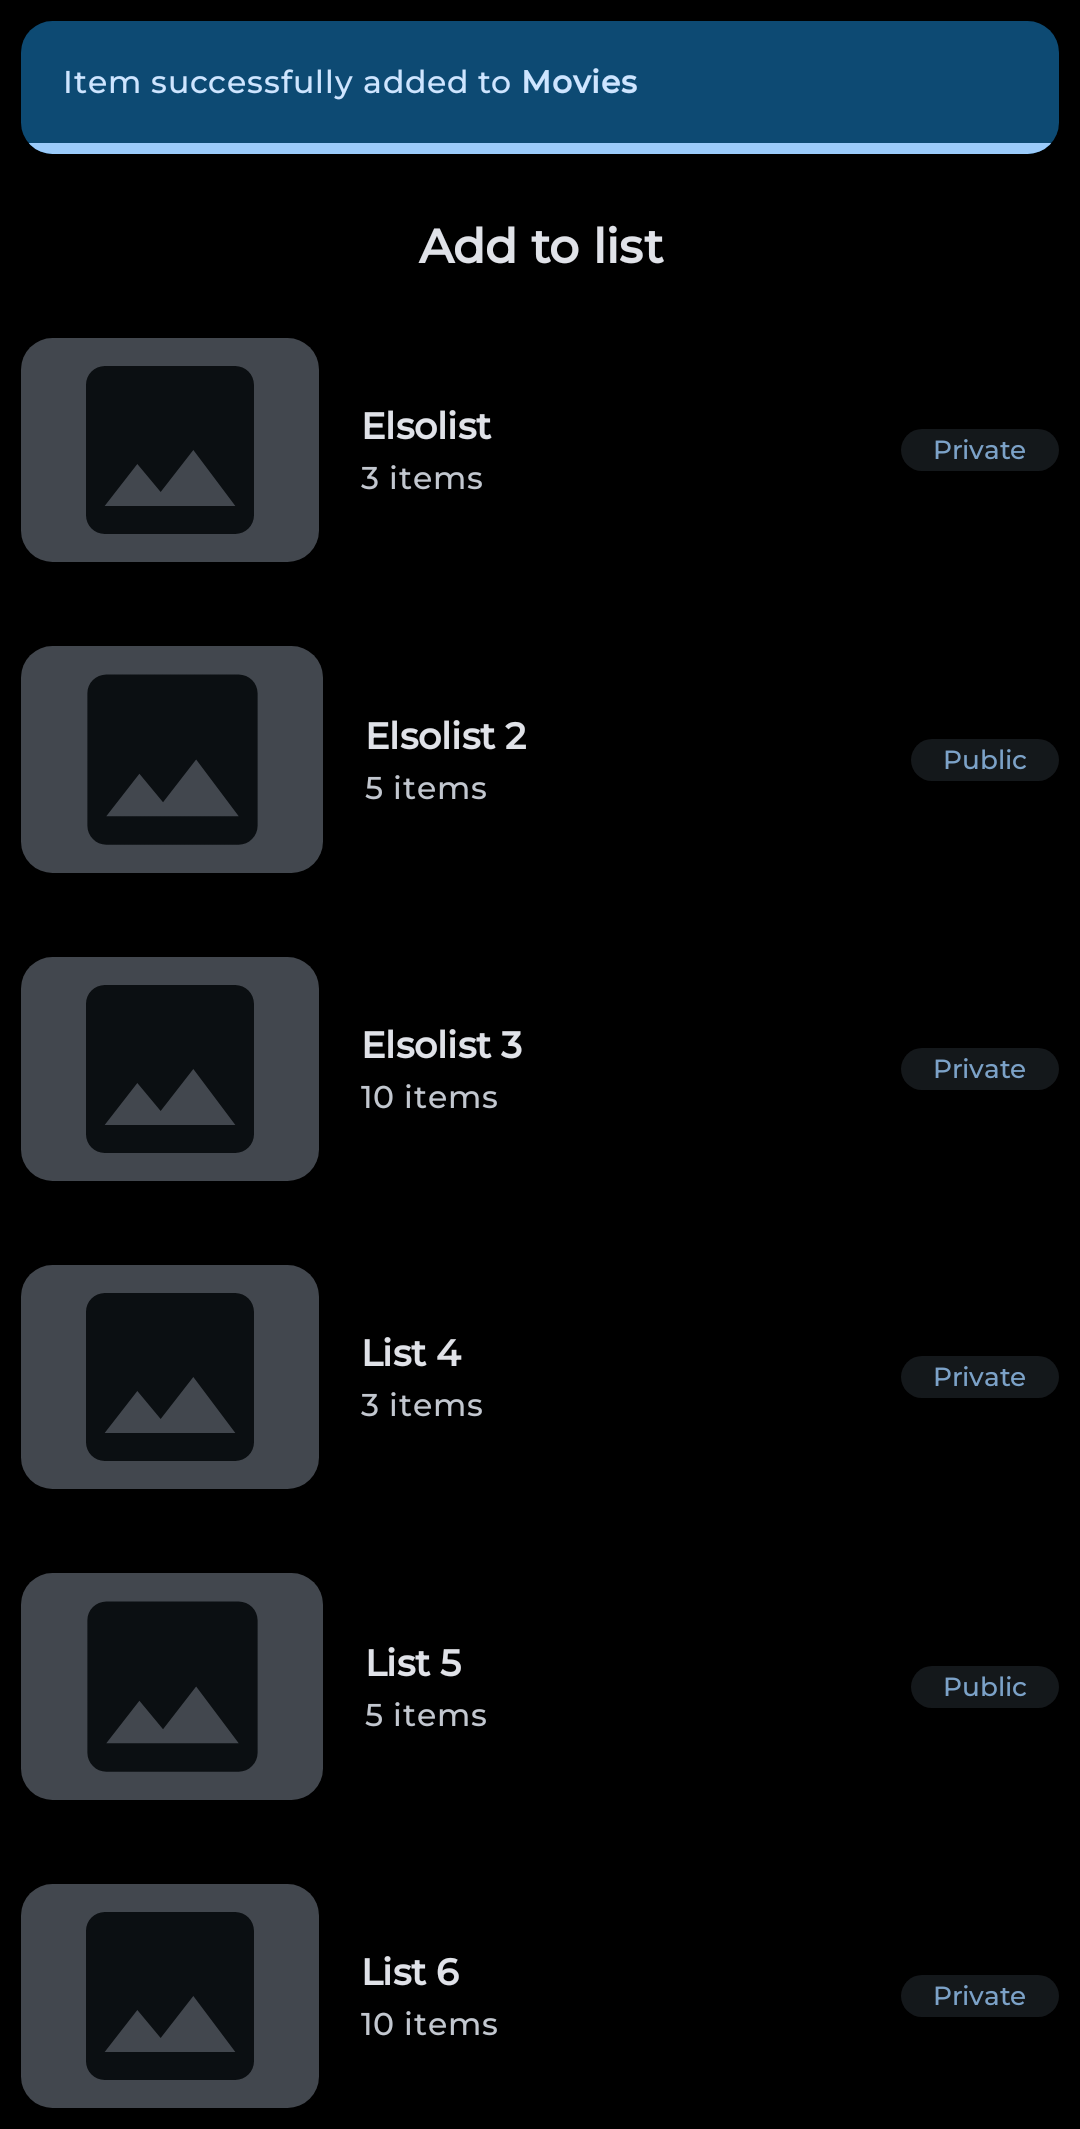 Item successfully added to Movies
Add to list
Elsolist
3 items
Private
Elsolist 2
5 items
Public
Elsolist 3
10 items
Private
List 4
3 items
Private
List 5
5 items
Public
List 6
10 items
Private